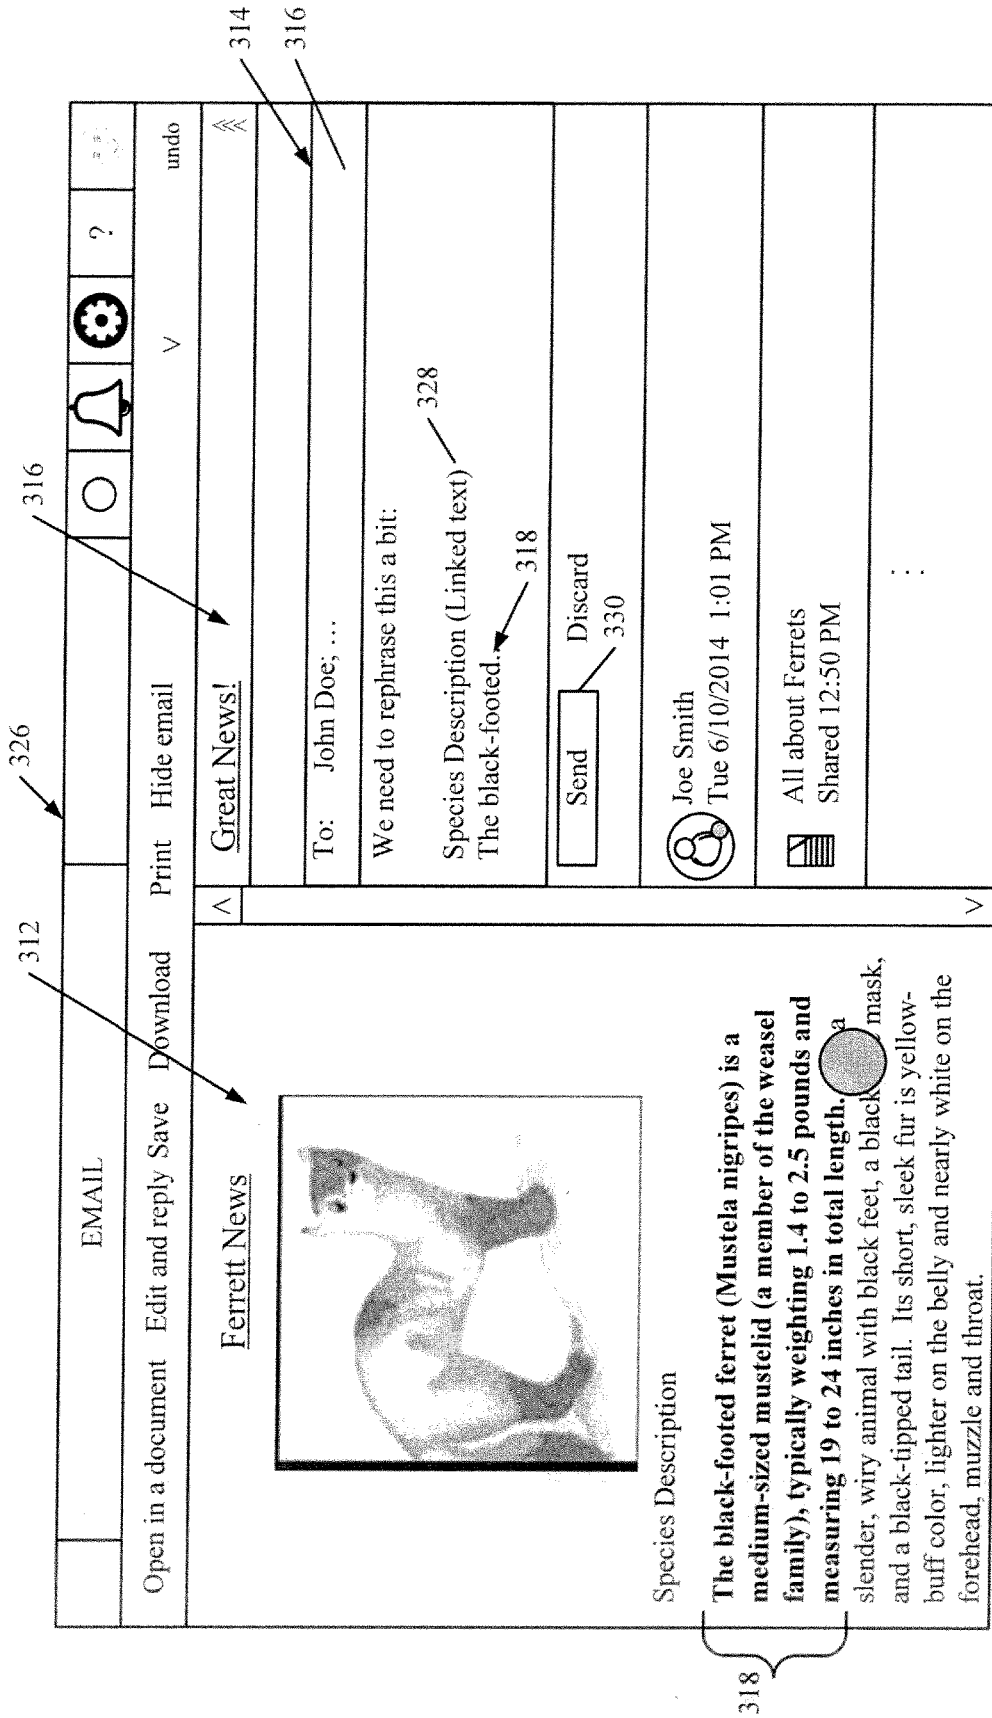 326
312
316
314
316
EMAIL
?
Open in a document Edit and reply Save Download Print Hide email
undo
Ferrett News
Species Description
The black-footed ferret (Mustela nigripes) is a
medium-sized mustelid (a member of the weasel
family), typically weighting 1.4 to 2.5 pounds and
measuring 19 to 24 inches in total length. a
slender, wiry animal with black feet, a black mask,
and a black-tipped tail. Its short, sleek fur is yellow-
buff color, lighter on the belly and nearly white on the
forehead, muzzle and throat.
318
Great News!
To: John Doe; ...
We need to rephrase this a bit:
Species Description (Linked text)
328
The black-footed...
318
Send Discard
330
Joe Smith
Tue 6/10/2014 1:01 PM
All about Ferrets
Shared 12:50 PM
...